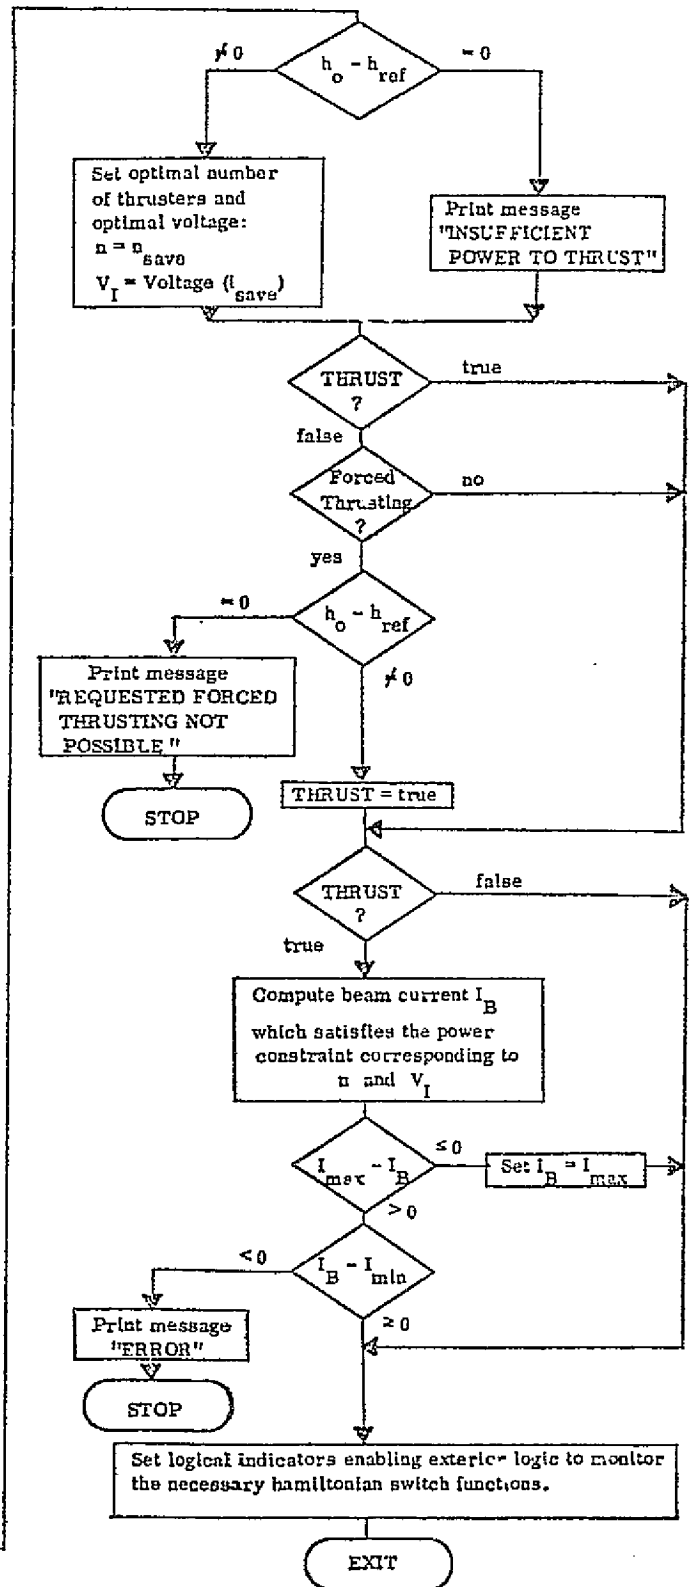 ≠ 0
h_o - h_ref
= 0
Set optimal number
of thrusters and
optimal voltage:
n = n_save
V_I = Voltage (i_save)
Print message
"INSUFFICIENT
POWER TO THRUST"
THRUST
?
true
false
Forced
Thrusting
?
no
yes
= 0
h_o - h_ref
≠ 0
Print message
"REQUESTED FORCED
THRUSTING NOT
POSSIBLE"
STOP
THRUST = true
THRUST
?
false
true
Compute beam current I_B
which satisfies the power
constraint corresponding to
n and V_I
I_max - I_B
≤ 0
Set I_B = I_max
> 0
< 0
I_B - I_min
≥ 0
Print message
"ERROR"
STOP
Set logical indicators enabling exterior logic to monitor
the necessary hamiltonian switch functions.
EXIT